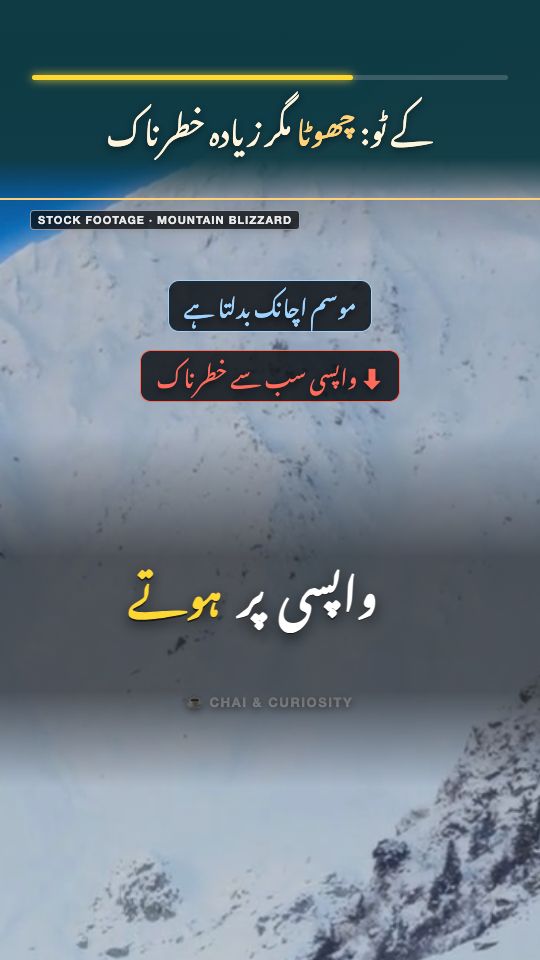 کے ٹو: چھوٹا مگر زیادہ خطرناک
STOCK FOOTAGE · MOUNTAIN BLIZZARD
موسم اچانک بدلتا ہے
⬇ واپسی سب سے خطرناک
واپسی پر ہوتے
☕ CHAI & CURIOSITY